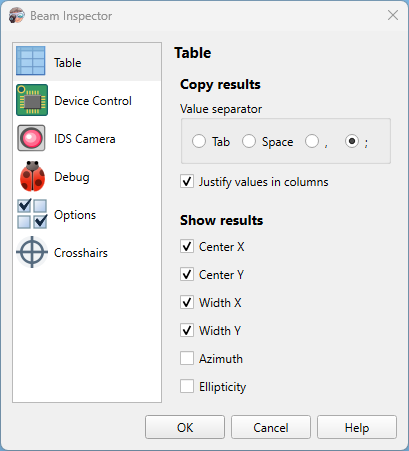 Beam Inspector
Table
Device Control
IDS Camera
Debug
Options
Crosshairs
Table
Copy results
Value separator
Tab Space , ;
Justify values in columns
Show results
Center X
Center Y
Width X
Width Y
Azimuth
Ellipticity
OK Cancel Help